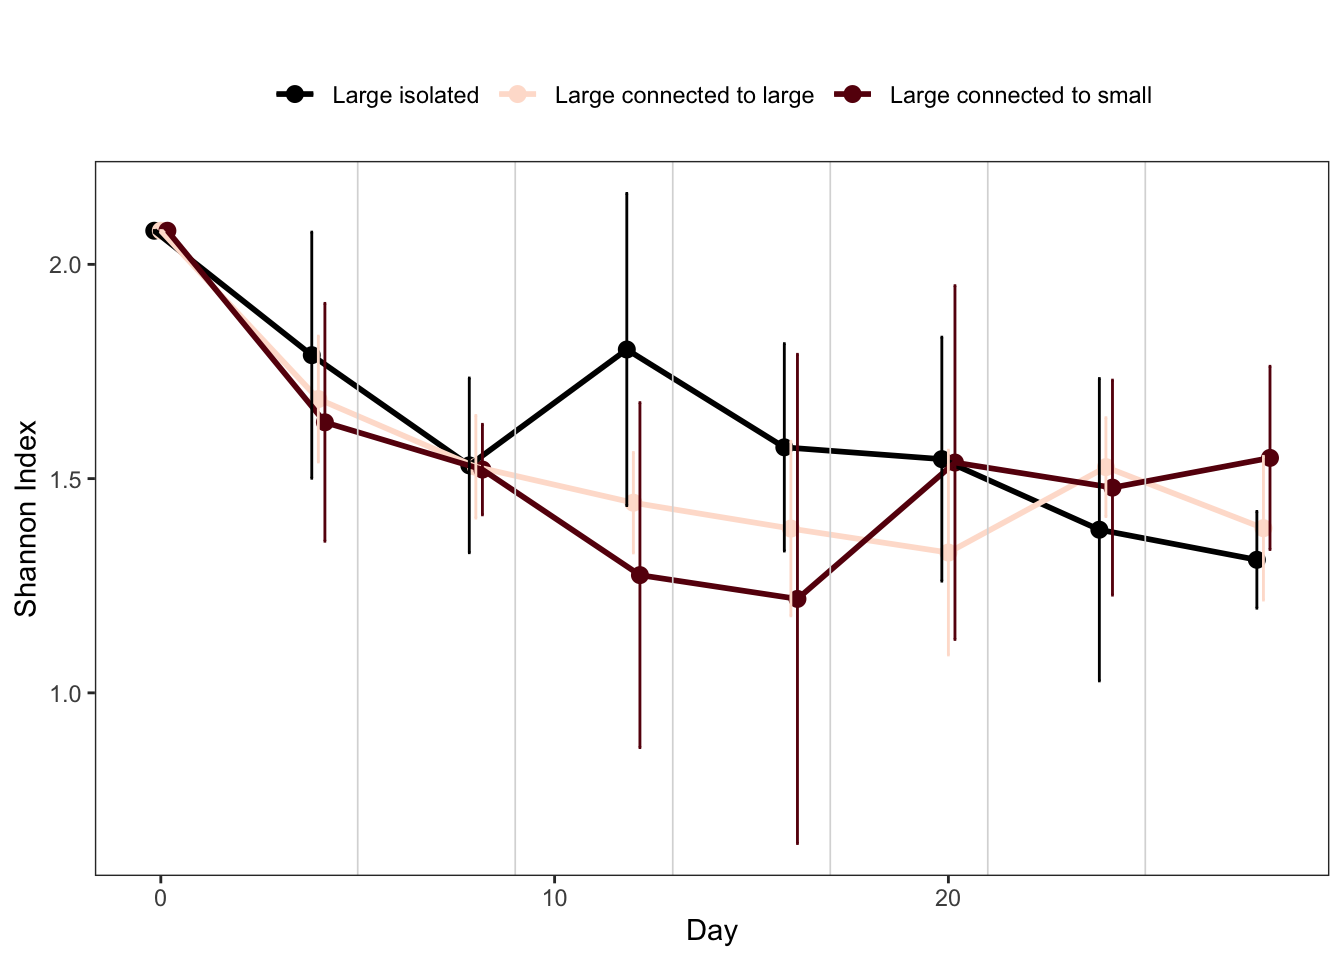 Large isolated Large connected to large Large connected to small
Shannon Index
2.0
1.5
1.0
0 10 20
Day